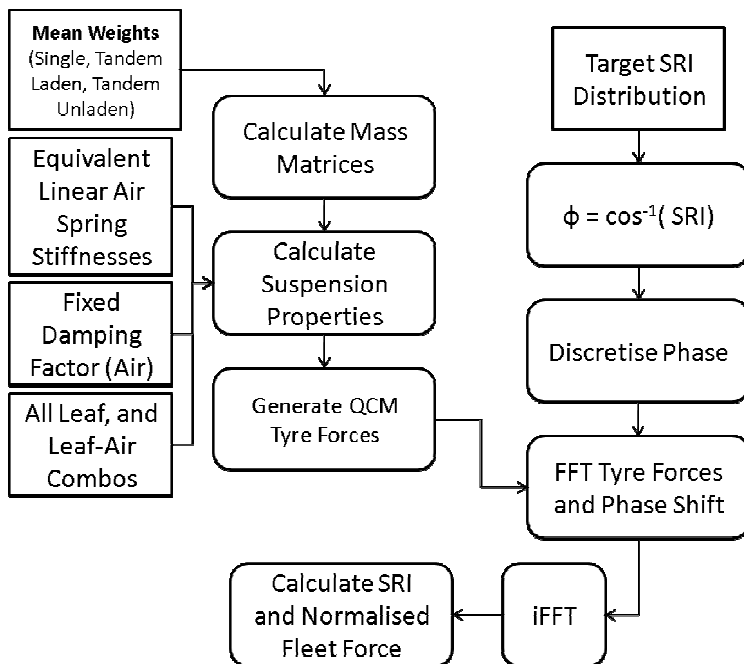 Mean Weights
(Single, Tandem
Laden, Tandem
Unladen)
Equivalent
Linear Air
Spring
Stiffnesses
Fixed
Damping
Factor (Air)
All Leaf, and
Leaf-Air
Combos
Calculate Mass
Matrices
Calculate
Suspension
Properties
Generate QCM
Tyre Forces
Target SRI
Distribution
ϕ = cos⁻¹( SRI)
Discretise Phase
FFT Tyre Forces
and Phase Shift
iFFT
Calculate SRI
and Normalised
Fleet Force